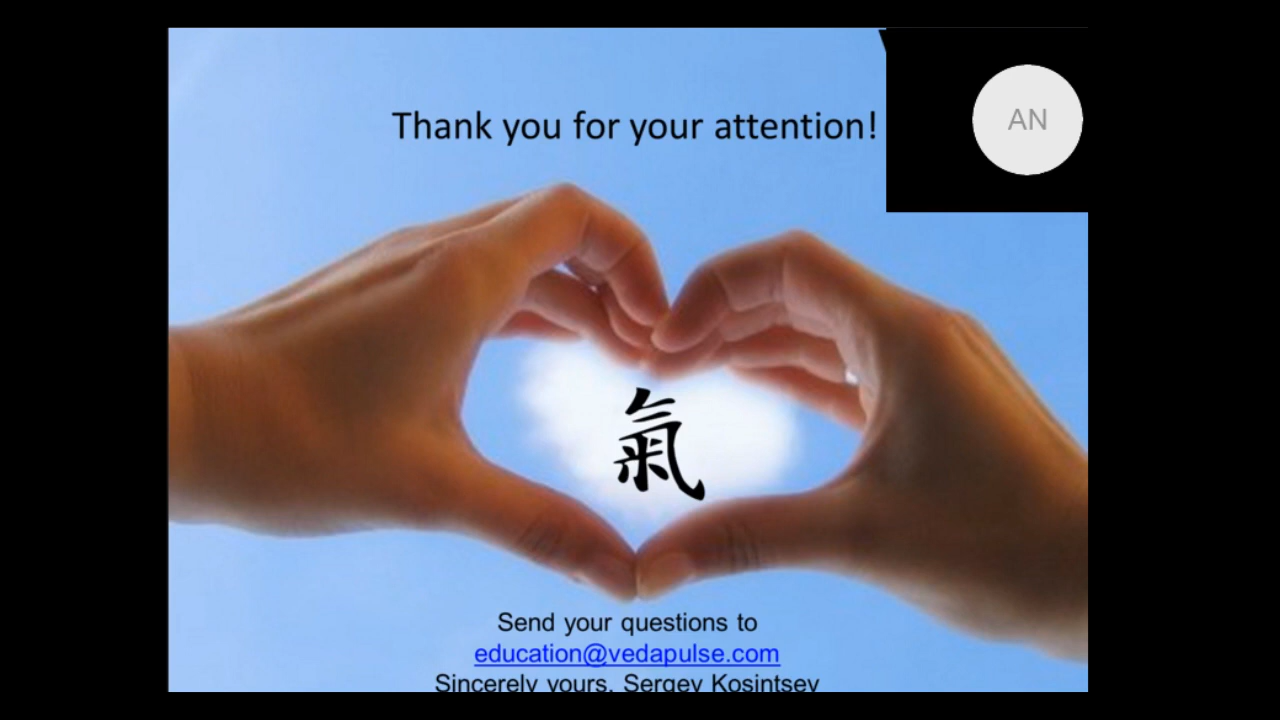 Thank you for your attention!
AN
氣
Send your questions to
education@vedapulse.com
Sincerely yours, Sergey Kosintsev